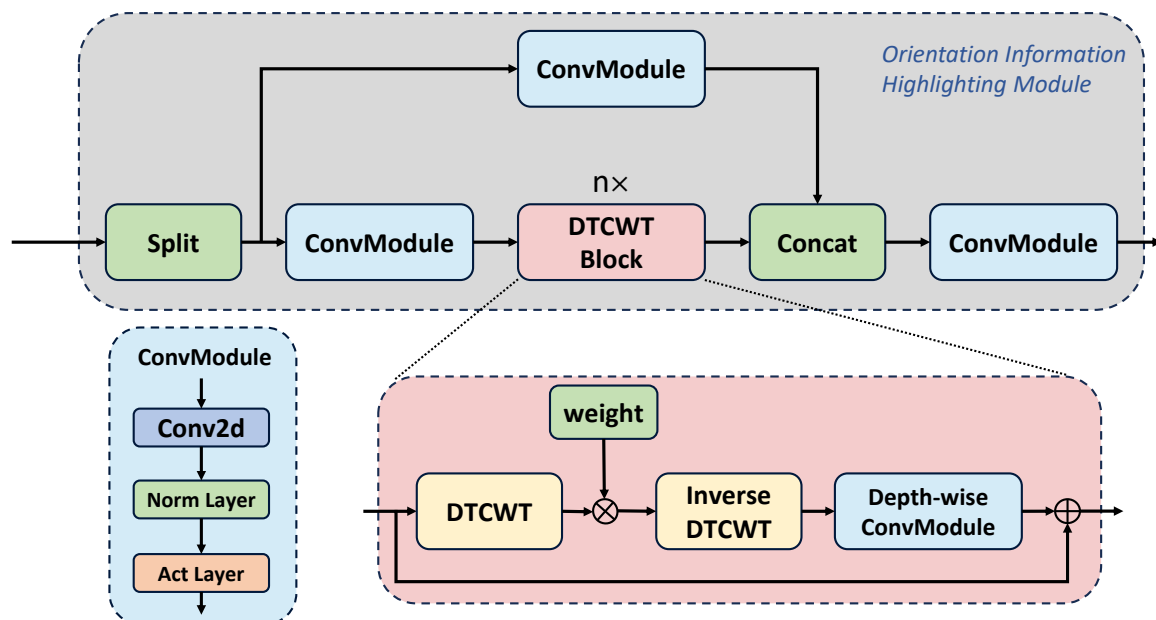 Orientation Information
Highlighting Module
ConvModule
n×
Split
ConvModule
DTCWT
Block
Concat
ConvModule
ConvModule
Conv2d
Norm Layer
Act Layer
weight
DTCWT
Inverse
DTCWT
Depth-wise
ConvModule